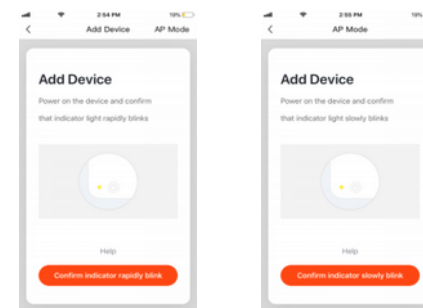 2:54 PM
19%
Add Device
AP Mode
Add Device
Power on the device and confirm
that indicator light rapidly blinks
Help
Confirm indicator rapidly blink
2:55 PM
19%
AP Mode
Add Device
Power on the device and confirm
that indicator light slowly blinks
Help
Confirm indicator slowly blink